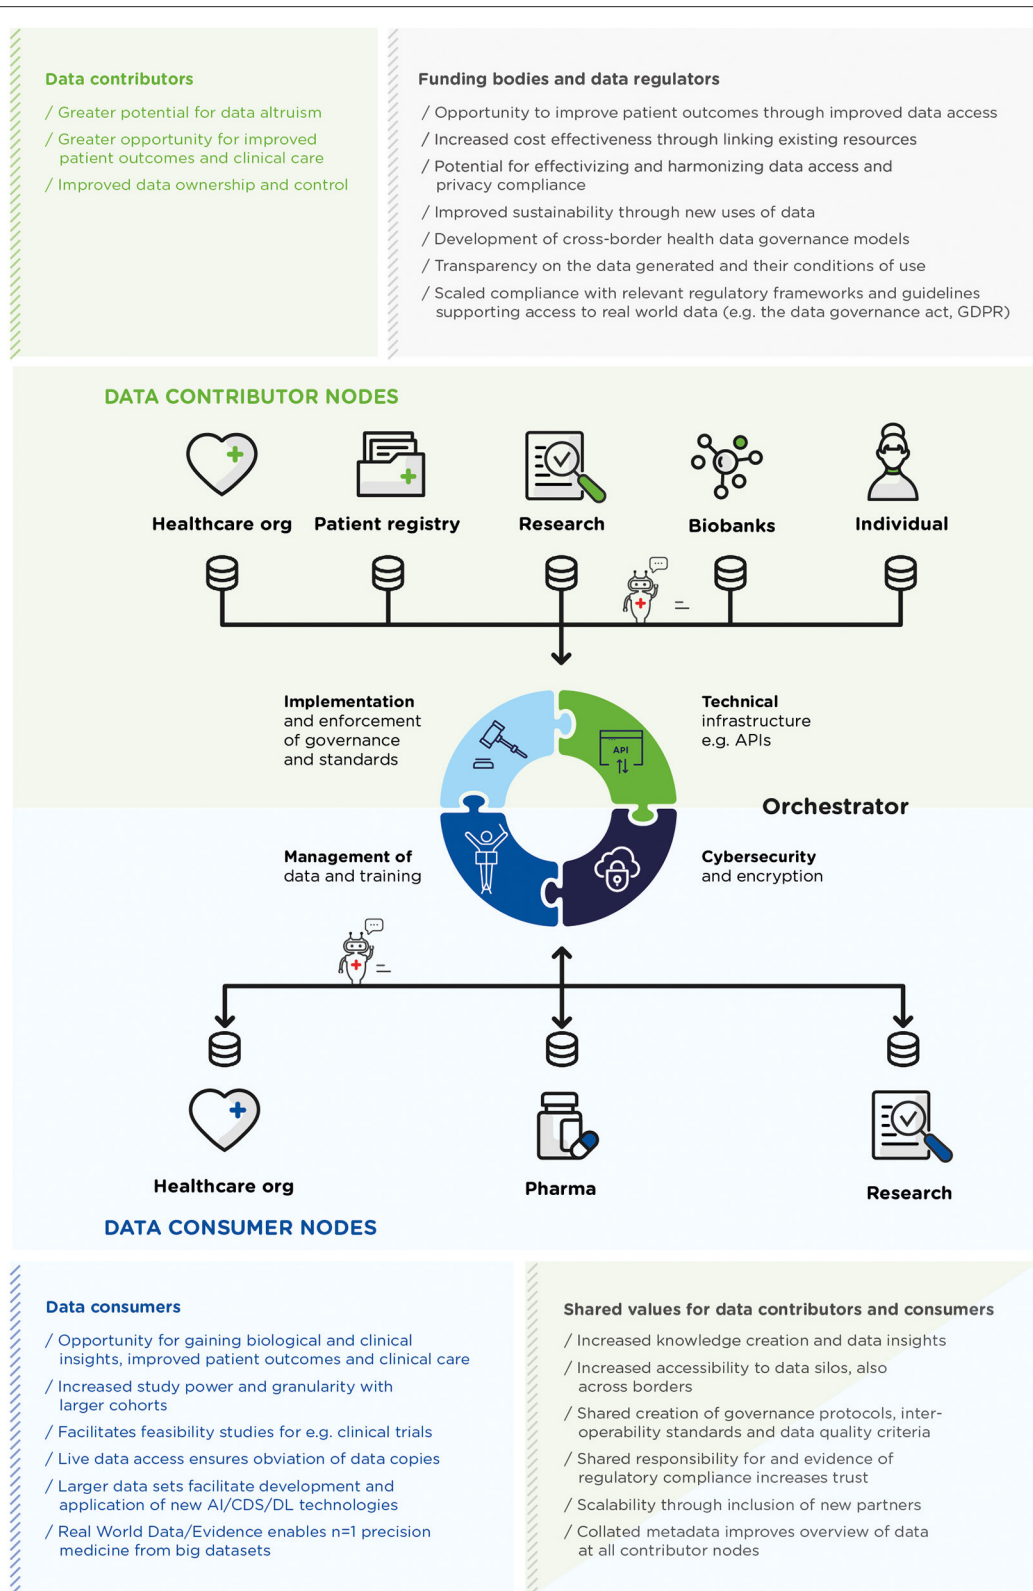 Data contributors
/ Greater potential for data altruism
/ Greater opportunity for improved
patient outcomes and clinical care
/ Improved data ownership and control
Funding bodies and data regulators
/ Opportunity to improve patient outcomes through improved data access
/ Increased cost effectiveness through linking existing resources
/ Potential for effectivizing and harmonizing data access and
privacy compliance
/ Improved sustainability through new uses of data
/ Development of cross-border health data governance models
/ Transparency on the data generated and their conditions of use
/ Scaled compliance with relevant regulatory frameworks and guidelines
supporting access to real world data (e.g. the data governance act, GDPR)
DATA CONTRIBUTOR NODES
Healthcare org
Patient registry
Research
Biobanks
Individual
Implementation
and enforcement
of governance
and standards
Technical
infrastructure
e.g. APIs
API
Orchestrator
Management of
data and training
Cybersecurity
and encryption
Healthcare org
Pharma
Research
DATA CONSUMER NODES
Data consumers
/ Opportunity for gaining biological and clinical
insights, improved patient outcomes and clinical care
/ Increased study power and granularity with
larger cohorts
/ Facilitates feasibility studies for e.g. clinical trials
/ Live data access ensures obviation of data copies
/ Larger data sets facilitate development and
application of new AI/CDS/DL technologies
/ Real World Data/Evidence enables n=1 precision
medicine from big datasets
Shared values for data contributors and consumers
/ Increased knowledge creation and data insights
/ Increased accessibility to data silos, also
across borders
/ Shared creation of governance protocols, inter-
operability standards and data quality criteria
/ Shared responsibility for and evidence of
regulatory compliance increases trust
/ Scalability through inclusion of new partners
/ Collated metadata improves overview of data
at all contributor nodes